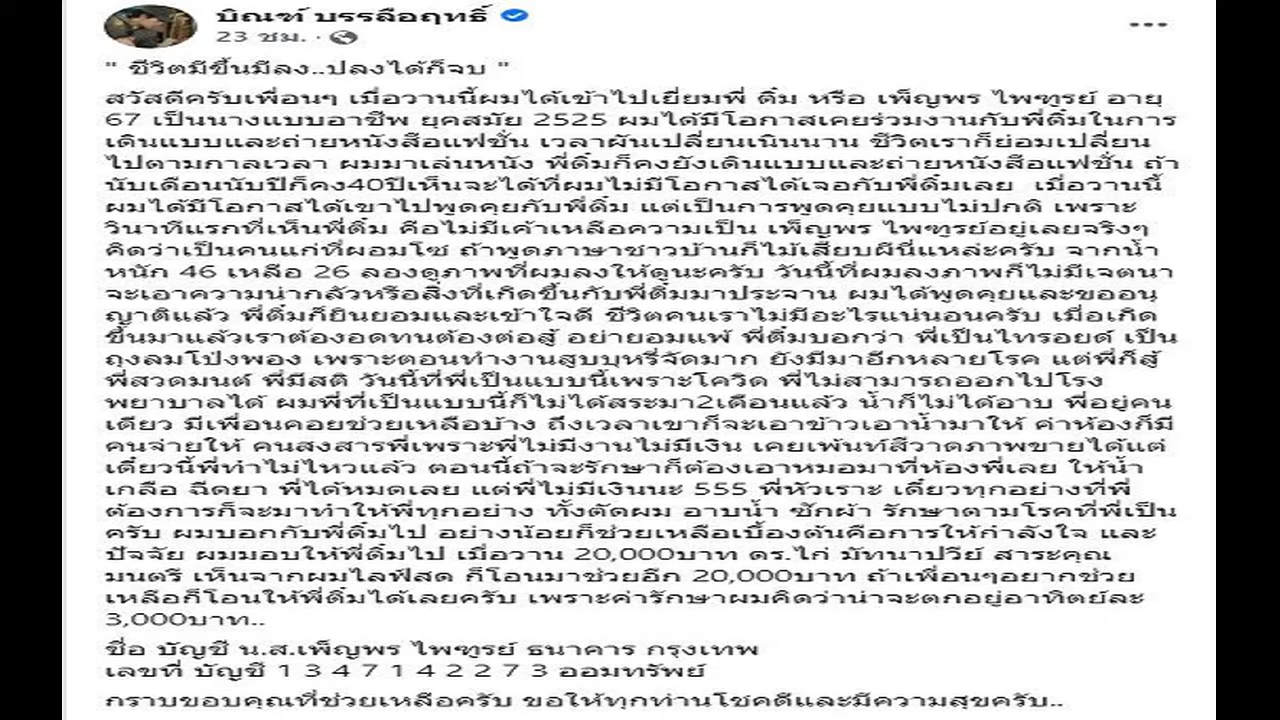 บิณฑ์ บรรลือฤทธิ์
23 ชม. ·
" ชีวิตมีขึ้นมีลง..ปลงได้ก็จบ "
สวัสดีครับเพื่อนๆ เมื่อวานนี้ผมได้เข้าไปเยี่ยมพี่ ติ๋ม หรือ เพ็ญพร ไพฑูรย์ อายุ
67 เป็นนางแบบอาชีพ ยุคสมัย 2525 ผมได้มีโอกาสเคยร่วมงานกับพี่ติ๋มในการ
เดินแบบและถ่ายหนังสือแฟชั่น เวลาผันเปลี่ยนเนินนาน ชีวิตเราก็ย่อมเปลี่ยน
ไปตามกาลเวลา ผมมาเล่นหนัง พี่ติ๋มก็คงยังเดินแบบและถ่ายหนังสือแฟชั่น ถ้า
นับเดือนนับปีก็คง40ปีเห็นจะได้ที่ผมไม่มีโอกาสได้เจอกับพี่ติ๋มเลย เมื่อวานนี้
ผมได้มีโอกาสได้เขาไปพูดคุยกับพี่ติ๋ม แต่เป็นการพูดคุยแบบไม่ปกติ เพราะ
วินาทีแรกที่เห็นพี่ติ๋ม คือไม่มีเค้าเหลือความเป็น เพ็ญพร ไพฑูรย์อยู่เลยจริงๆ
คิดว่าเป็นคนแก่ที่ผอมโซ ถ้าพูดภาษาชาวบ้านก็ไม้เสียบผีนี่แหล่ะครับ จากน้ำ
หนัก 46 เหลือ 26 ลองดูภาพที่ผมลงให้ดูนะครับ วันนี้ที่ผมลงภาพก็ไม่มีเจตนา
จะเอาความน่ากลัวหรือสิ่งที่เกิดขึ้นกับพี่ติ๋มมาประจาน ผมได้พูดคุยและขออนุ
ญาติแล้ว พี่ติ๋มก็ยินยอมและเข้าใจดี ชีวิตคนเราไม่มีอะไรแน่นอนครับ เมื่อเกิด
ขึ้นมาแล้วเราต้องอดทนต้องต่อสู้ อย่ายอมแพ้ พี่ติ๋มบอกว่า พี่เป็นไทรอยด์ เป็น
ถุงลมโป่งพอง เพราะตอนทำงานสูบบุหรี่จัดมาก ยังมีมาอีกหลายโรค แต่พี่ก็สู้
พี่สวดมนต์ พี่มีสติ วันนี้ที่พี่เป็นแบบนี้เพราะโควิด พี่ไม่สามารถออกไปโรง
พยาบาลได้ ผมพี่ที่เป็นแบบนี้ก็ไม่ได้สระมา2เดือนแล้ว น้ำก็ไม่ได้อาบ พี่อยู่คน
เดียว มีเพื่อนคอยช่วยเหลือบ้าง ถึงเวลาเขาก็จะเอาข้าวเอาน้ำมาให้ ค่าห้องก็มี
คนจ่ายให้ คนสงสารพี่เพราะพี่ไม่มีงานไม่มีเงิน เคยเพ้นท์สีวาดภาพขายได้แต่
เดี๋ยวนี้พี่ทำไม่ไหวแล้ว ตอนนี้ถ้าจะรักษาก็ต้องเอาหมอมาที่ห้องพี่เลย ให้น้ำ
เกลือ ฉีดยา พี่ได้หมดเลย แต่พี่ไม่มีเงินนะ 555 พี่หัวเราะ เดี๋ยวทุกอย่างที่พี่
ต้องการก็จะมาทำให้พี่ทุกอย่าง ทั้งตัดผม อาบน้ำ ซักผ้า รักษาตามโรคที่พี่เป็น
ครับ ผมบอกกับพี่ติ๋มไป อย่างน้อยก็ช่วยเหลือเบื้องต้นคือการให้กำลังใจ และ
ปัจจัย ผมมอบให้พี่ติ๋มไป เมื่อวาน 20,000บาท ดร.ไก่ มัทนาปวีย์ สาระคุณ
มนตรี เห็นจากผมไลฟ์สด ก็โอนมาช่วยอีก 20,000บาท ถ้าเพื่อนๆอยากช่วย
เหลือก็โอนให้พี่ติ๋มได้เลยครับ เพราะค่ารักษาผมคิดว่าน่าจะตกอยู่อาทิตย์ละ
3,000บาท..
ชื่อ บัญชี น.ส.เพ็ญพร ไพฑูรย์ ธนาคาร กรุงเทพ
เลขที่ บัญชี 1 3 4 7 1 4 2 2 7 3 ออมทรัพย์
กราบขอบคุณที่ช่วยเหลือครับ ขอให้ทุกท่านโชคดีและมีความสุขครับ..